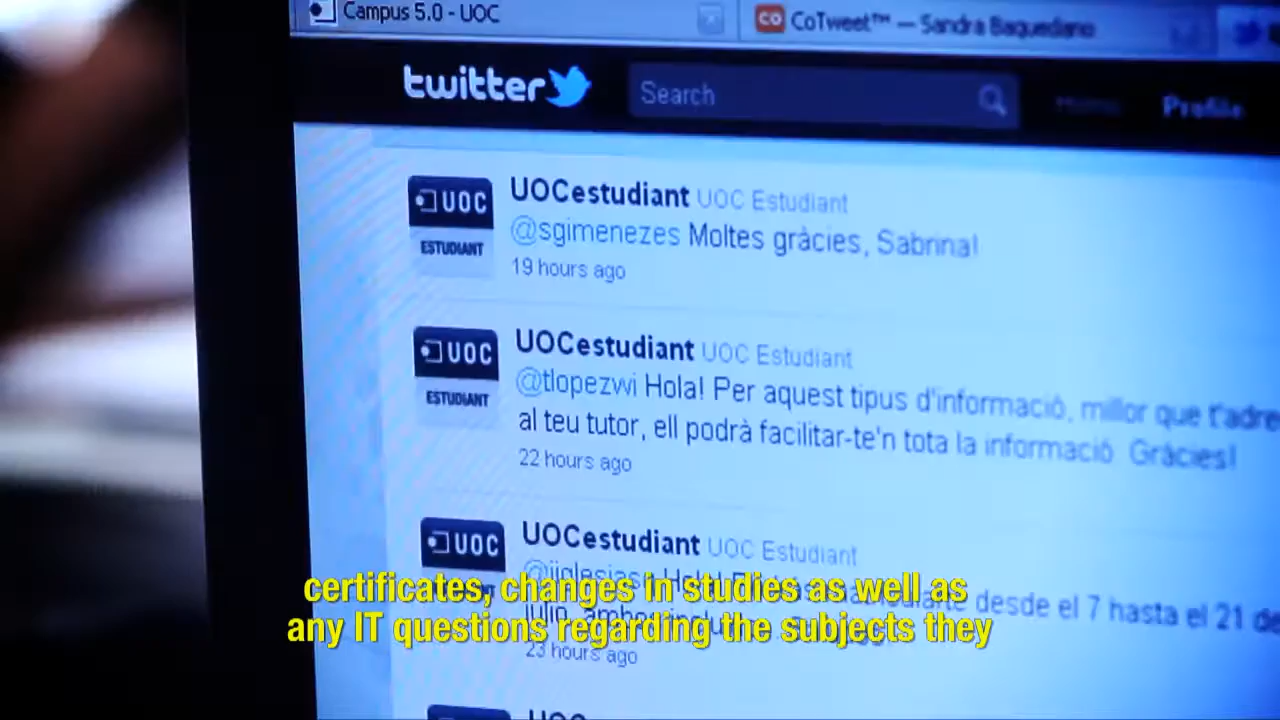 Campus 5.0 - UOC
CO CoTweet™ — Sandra Baquedano
twitter
Search
Home
Profile
UOC
ESTUDIANT
UOCestudiant UOC Estudiant
@sgimenezes Moltes gràcies, Sabrina!
19 hours ago
UOC
ESTUDIANT
UOCestudiant UOC Estudiant
@tlopezwi Hola! Per aquest tipus d'informació, millor que t'adre
al teu tutor, ell podrà facilitar-te'n tota la informació Gràcies!
22 hours ago
UOC
UOCestudiant UOC Estudiant
desde el 7 hasta el 21 de
23 hours ago
certificates, changes in studies as well as
any IT questions regarding the subjects they